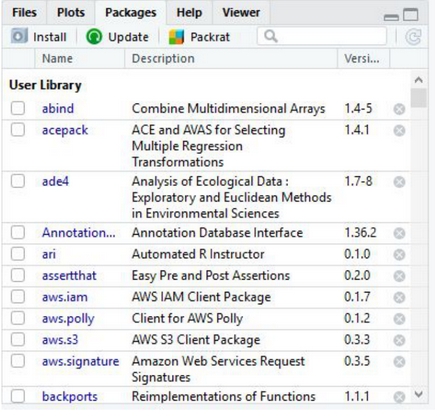 Files Plots Packages Help Viewer
Install Update Packrat
Name Description Versi...
User Library
abind Combine Multidimensional Arrays 1.4-5
acepack ACE and AVAS for Selecting 1.4.1
Multiple Regression
Transformations
ade4 Analysis of Ecological Data : 1.7-8
Exploratory and Euclidean Methods
in Environmental Sciences
Annotation... Annotation Database Interface 1.36.2
ari Automated R Instructor 0.1.0
assertthat Easy Pre and Post Assertions 0.2.0
aws.iam AWS IAM Client Package 0.1.7
aws.polly Client for AWS Polly 0.1.2
aws.s3 AWS S3 Client Package 0.3.3
aws.signature Amazon Web Services Request 0.3.5
Signatures
backports Reimplementations of Functions 1.1.1